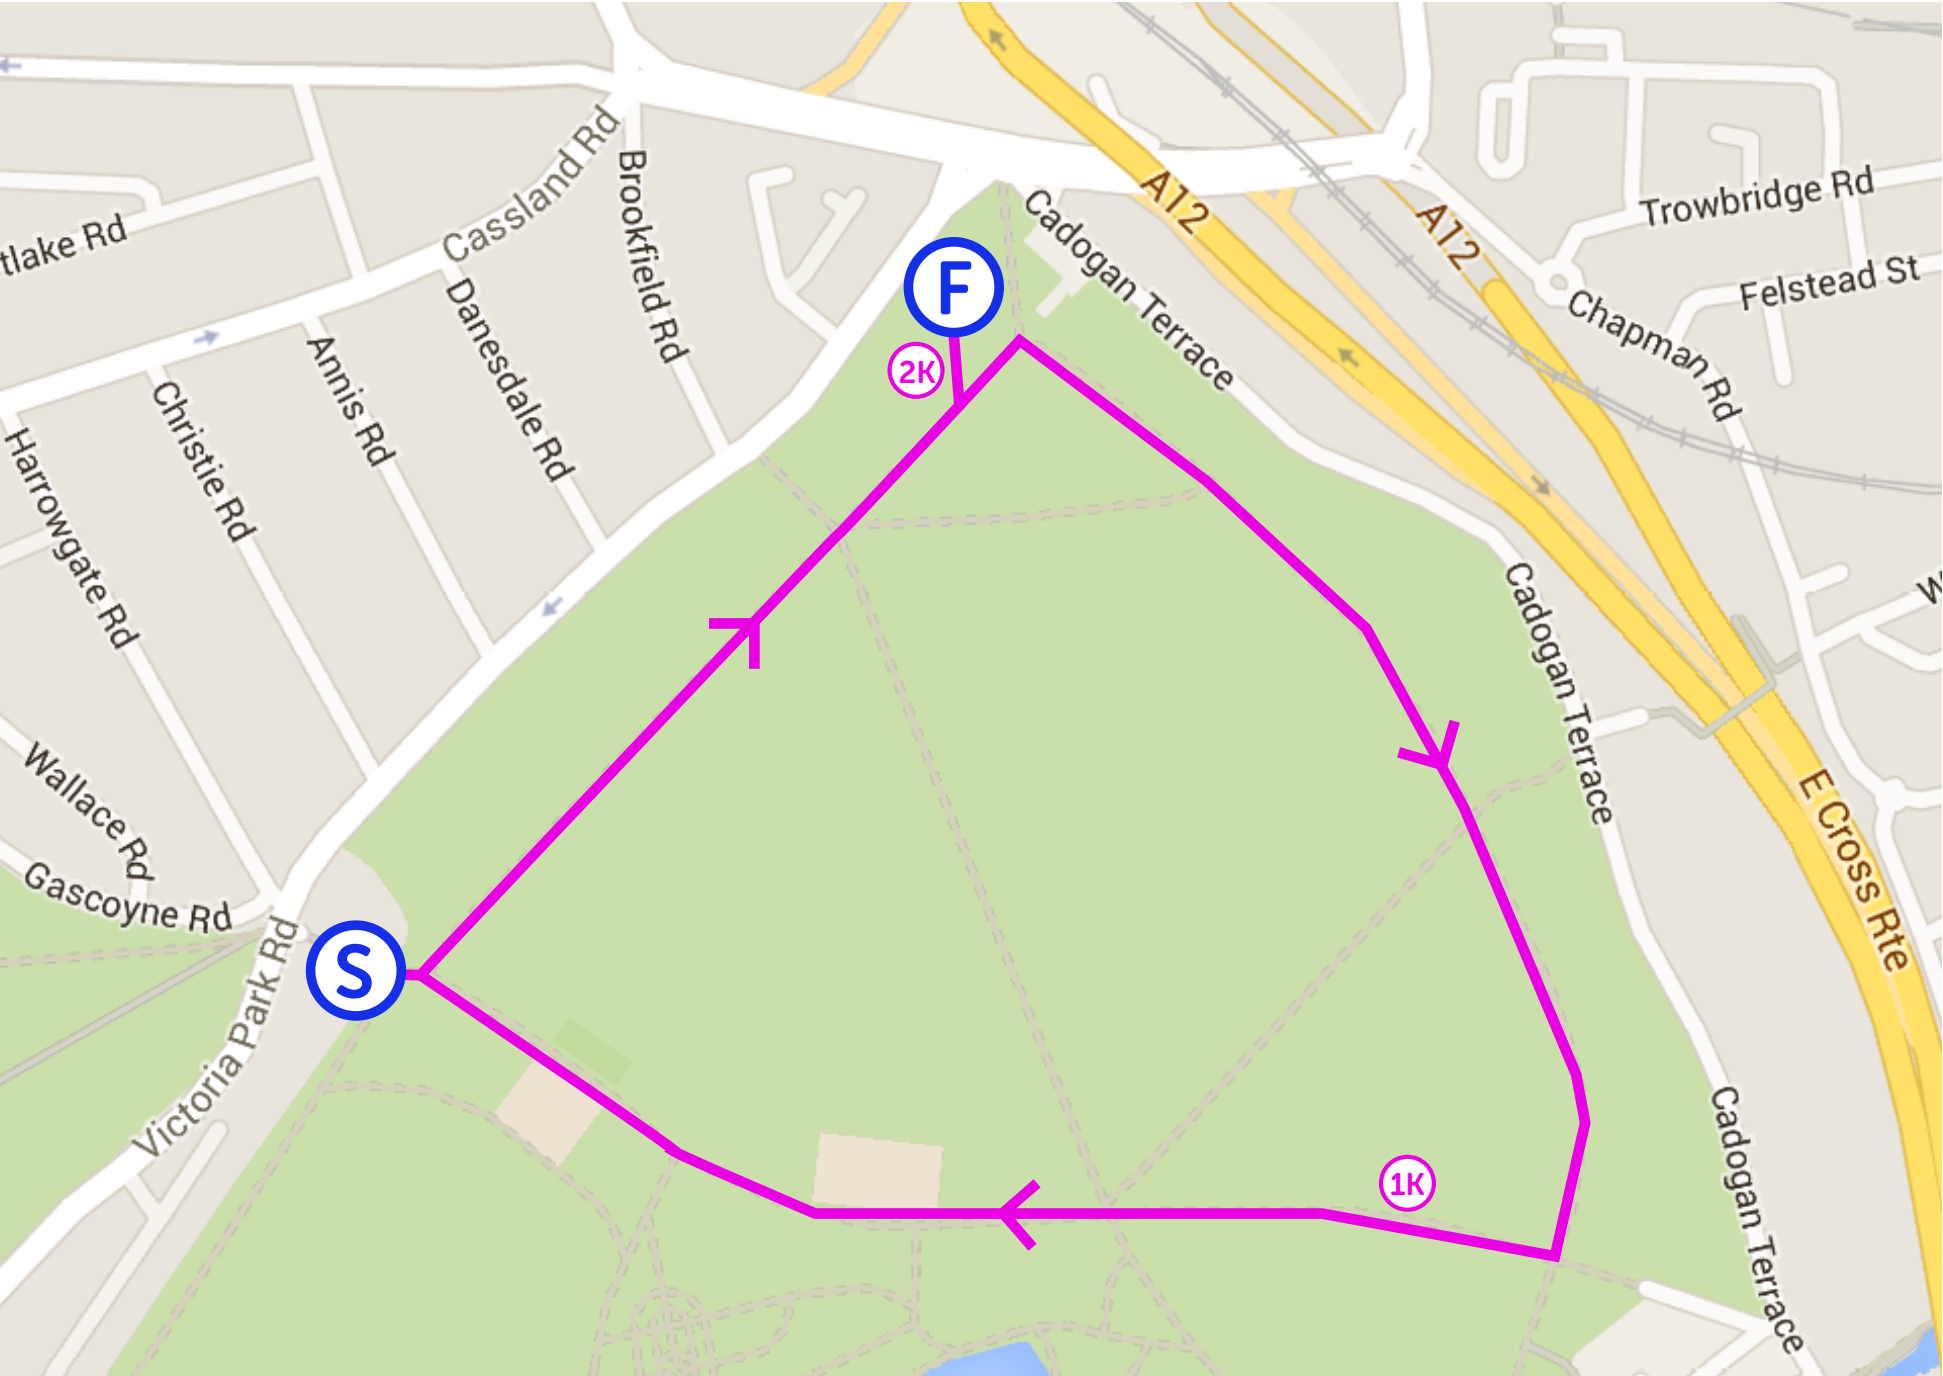 Cassland Rd
Brookfield Rd
tlake Rd
Danesdale Rd
Annis Rd
Christie Rd
Harrowgate Rd
Wallace Rd
Gascoyne Rd
Victoria Park Rd
Cadogan Terrace
A12
A12
Trowbridge Rd
Felstead St
Chapman Rd
W
F
2K
Cadogan Terrace
E Cross Rte
S
1K
Cadogan Terrace